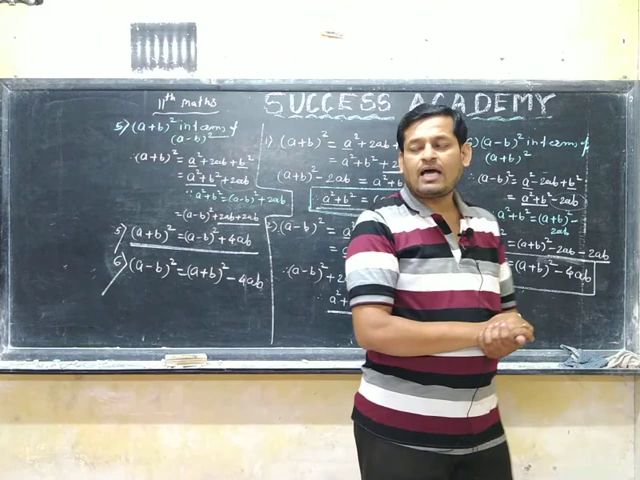 11th maths
SUCCESS ACADEMY
5) (a+b)² in terms of
(a-b)²
(a+b)² = a²+2ab+b²
= a²+b²+2ab
∵ a²+b² = (a-b)²+2ab
= (a-b)²+2ab+2ab
5) (a+b)² = (a-b)²+4ab
6) (a-b)² = (a+b)² - 4ab
1) (a+b)² = a²+2ab
= a²+b²+2
(a+b)² - 2ab = a²+b
∴ a²+b² = (
2) (a-b)² =
=
∴ (a-b)²+2
∴ a²+
(a-b)² in terms of
(a+b)²
(a-b)² = a²-2ab+b²
= a²+b²-2ab
a²+b² = (a+b)²-
2ab
= (a+b)²-2ab-2ab
= (a+b)²-4ab